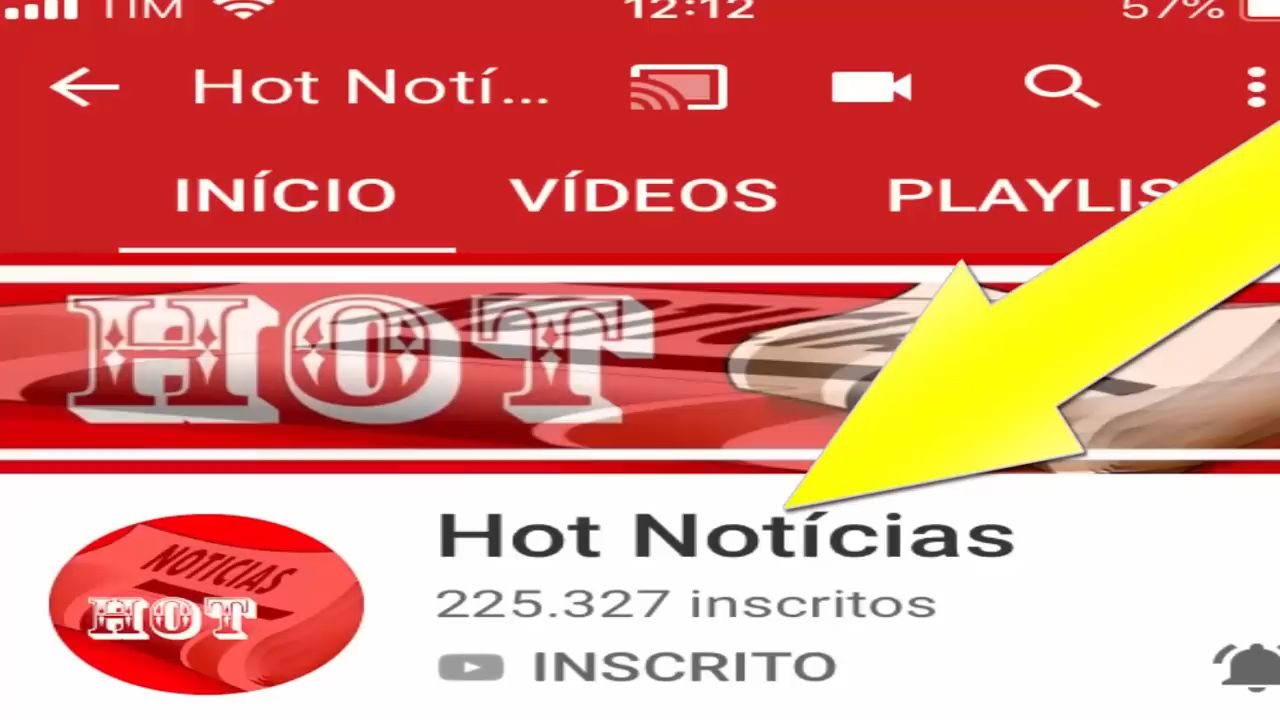 TIM 12:12 57%
Hot Notí...
INÍCIO VÍDEOS PLAYLIS
HOT
Hot Notícias
NOTICIAS
HOT
225.327 inscritos
INSCRITO